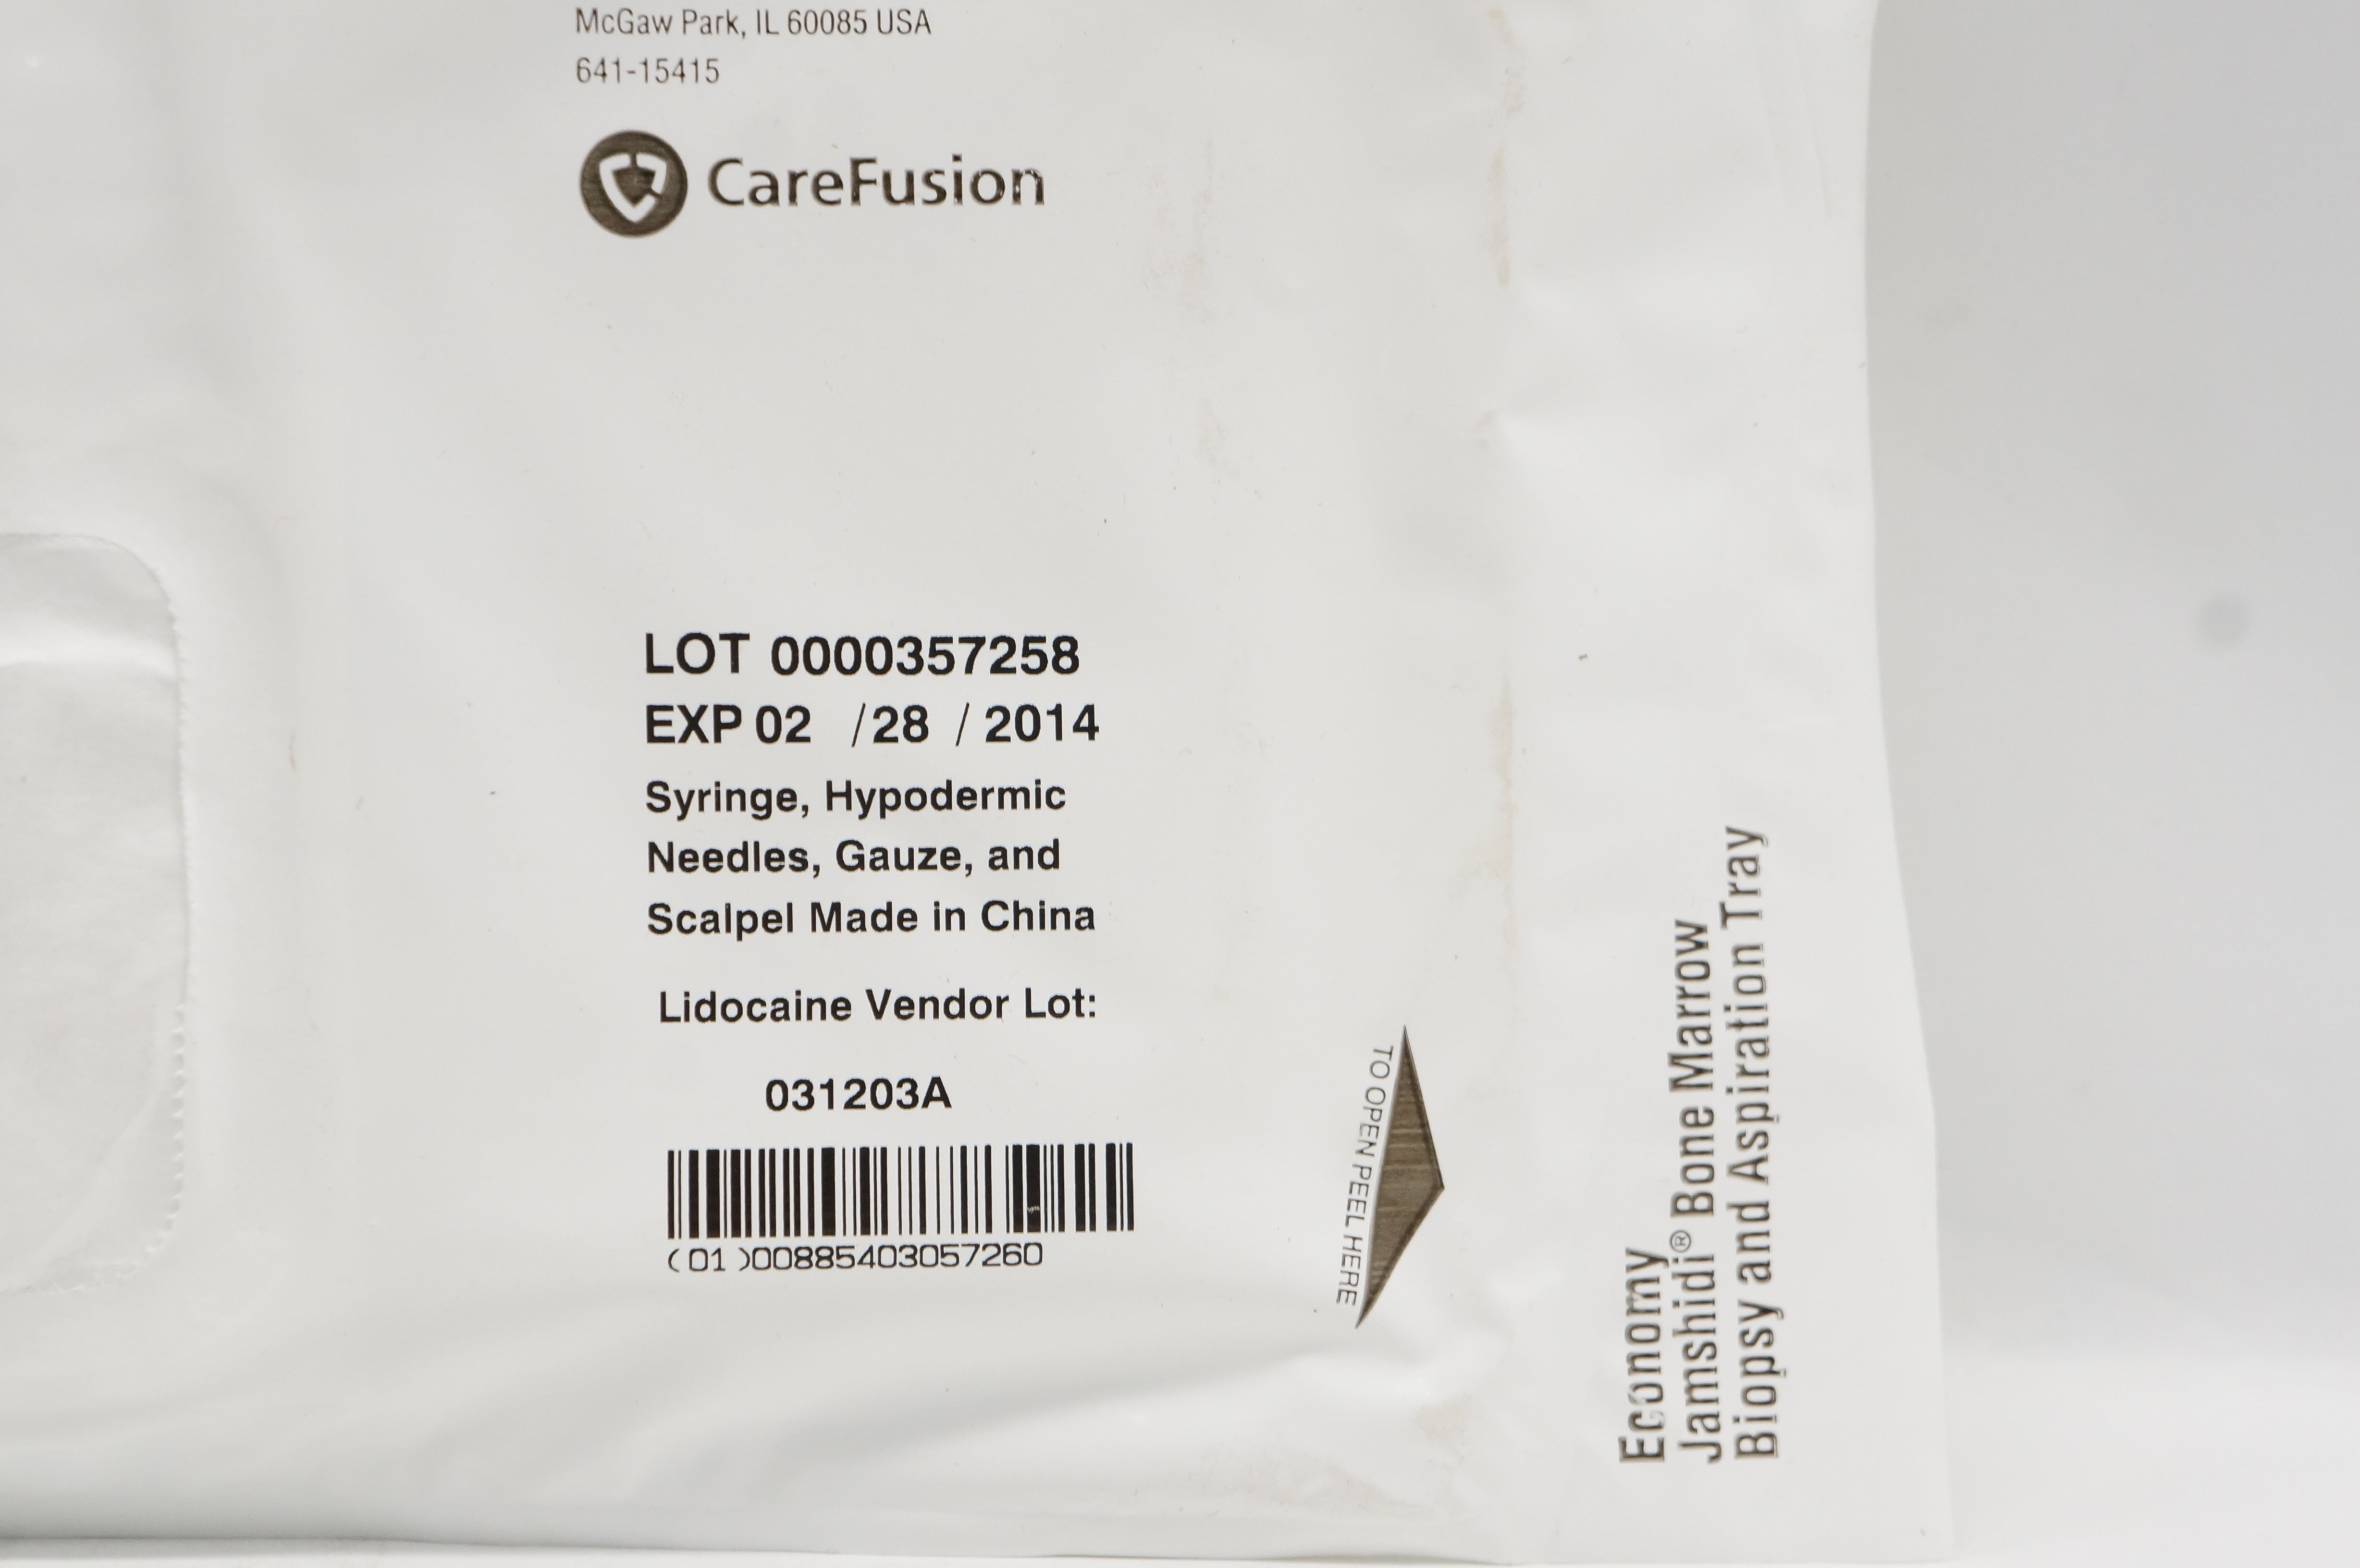 McGaw Park, IL 60085 USA
641-15415
CareFusion
LOT 0000357258
EXP 02 /28 / 2014
Syringe, Hypodermic
Needles, Gauze, and
Scalpel Made in China
Lidocaine Vendor Lot:
031203A
(01)00885403057260
TO OPEN PEEL HERE
Economy
Jamshidi® Bone Marrow
Biopsy and Aspiration Tray